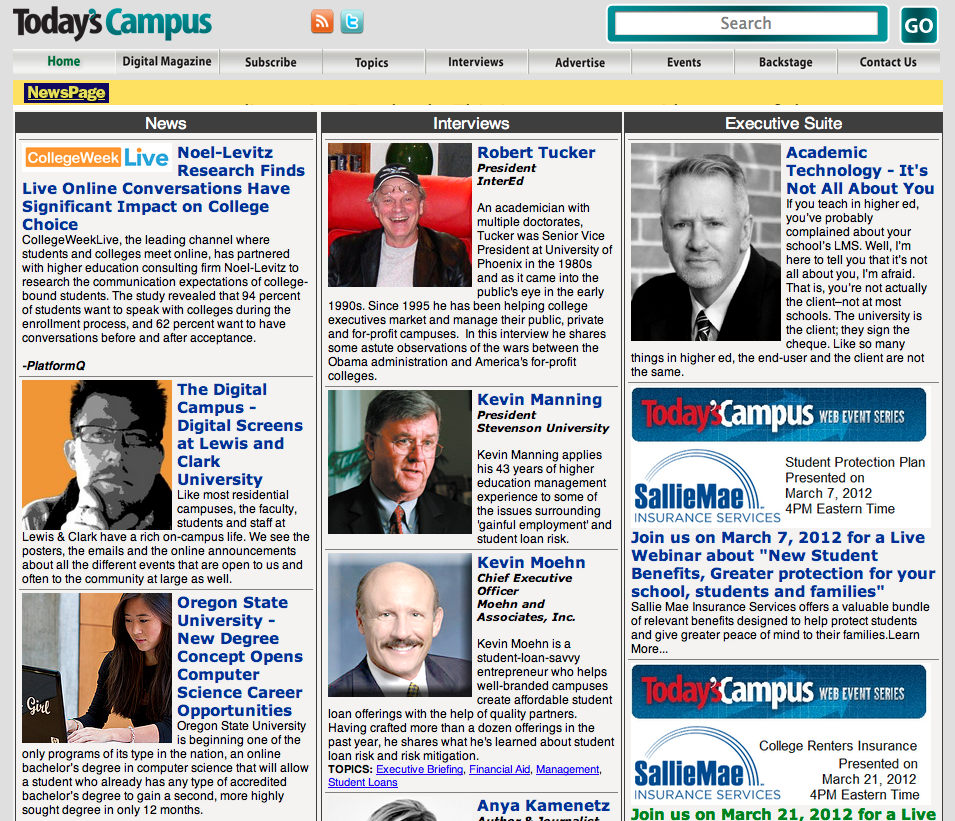 Today's Campus
Search
GO
Home
Digital Magazine
Subscribe
Topics
Interviews
Advertise
Events
Backstage
Contact Us
NewsPage
News
CollegeWeek Live
Noel-Levitz
Research Finds
Live Online Conversations Have
Significant Impact on College
Choice
CollegeWeekLive, the leading channel where
students and colleges meet online, has partnered
with higher education consulting firm Noel-Levitz to
research the communication expectations of college-
bound students. The study revealed that 94 percent
of students want to speak with colleges during the
enrollment process, and 62 percent want to have
conversations before and after acceptance.
-PlatformQ
The Digital
Campus -
Digital Screens
at Lewis and
Clark
University
Like most residential
campuses, the faculty,
students and staff at
Lewis & Clark have a rich on-campus life. We see the
posters, the emails and the online announcements
about all the different events that are open to us and
often to the community at large as well.
Girl
Oregon State
University -
New Degree
Concept Opens
Computer
Science Career
Opportunities
Oregon State University
is beginning one of the
only programs of its type in the nation, an online
bachelor's degree in computer science that will allow
a student who already has any type of accredited
bachelor's degree to gain a second, more highly
sought degree in only 12 months.
Interviews
Robert Tucker
President
InterEd
An academician with
multiple doctorates,
Tucker was Senior Vice
President at University of
Phoenix in the 1980s
and as it came into the
public's eye in the early
1990s. Since 1995 he has been helping college
executives market and manage their public, private
and for-profit campuses. In this interview he shares
some astute observations of the wars between the
Obama administration and America's for-profit
colleges.
Kevin Manning
President
Stevenson University
Kevin Manning applies
his 43 years of higher
education management
experience to some of
the issues surrounding
'gainful employment' and
student loan risk.
Kevin Moehn
Chief Executive
Officer
Moehn and
Associates, Inc.
Kevin Moehn is a
student-loan-savvy
entrepreneur who helps
well-branded campuses
create affordable student
loan offerings with the help of quality partners.
Having crafted more than a dozen offerings in the
past year, he shares what he's learned about student
loan risk and risk mitigation.
TOPICS: Executive Briefing, Financial Aid, Management,
Student Loans
Anya Kamenetz
Author & Journalist
Executive Suite
Academic
Technology - It's
Not All About You
If you teach in higher ed,
you've probably
complained about your
school's LMS. Well, I'm
here to tell you that it's not
all about you, I'm afraid.
That is, you're not actually
the client—not at most
schools. The university is
the client; they sign the
cheque. Like so many
things in higher ed, the end-user and the client are not
the same.
Today'sCampus WEB EVENT SERIES
SallieMae
INSURANCE SERVICES
Student Protection Plan
Presented on
March 7, 2012
4PM Eastern Time
Join us on March 7, 2012 for a Live
Webinar about "New Student
Benefits, Greater protection for your
school, students and families"
Sallie Mae Insurance Services offers a valuable bundle
of relevant benefits designed to help protect students
and give greater peace of mind to their families.Learn
More...
Today'sCampus WEB EVENT SERIES
SallieMae
INSURANCE SERVICES
College Renters Insurance
Presented on
March 21, 2012
4PM Eastern Time
Join us on March 21, 2012 for a Live